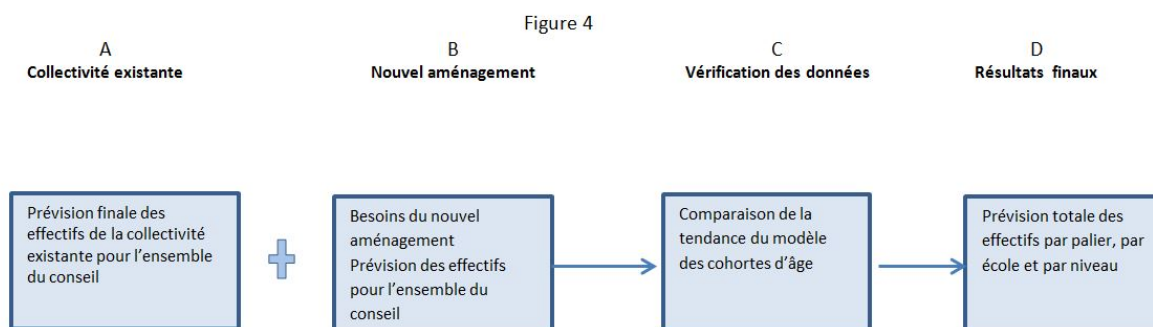 Figure 4
A
Collectivité existante
B
Nouvel aménagement
C
Vérification des données
D
Résultats finaux
Prévision finale des
effectifs de la collectivité
existante pour l’ensemble
du conseil
Besoins du nouvel
aménagement
Prévision des effectifs
pour l’ensemble du
conseil
Comparaison de la
tendance du modèle
des cohortes d’âge
Prévision totale des
effectifs par palier, par
école et par niveau